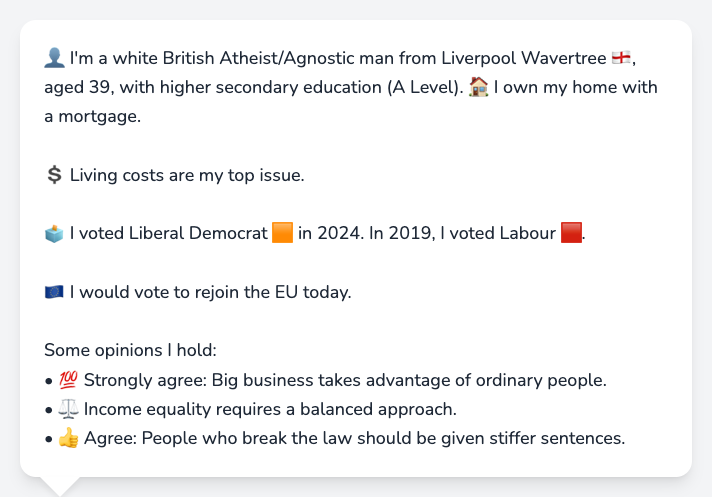 👤 I'm a white British Atheist/Agnostic man from Liverpool Wavertree 🏴󠁧󠁢󠁥󠁮󠁧󠁿,
aged 39, with higher secondary education (A Level). 🏠 I own my home with
a mortgage.
💲 Living costs are my top issue.
🗳️ I voted Liberal Democrat 🟧 in 2024. In 2019, I voted Labour 🟥.
🇪🇺 I would vote to rejoin the EU today.
Some opinions I hold:
• 💯 Strongly agree: Big business takes advantage of ordinary people.
• ⚖️ Income equality requires a balanced approach.
• 👍 Agree: People who break the law should be given stiffer sentences.